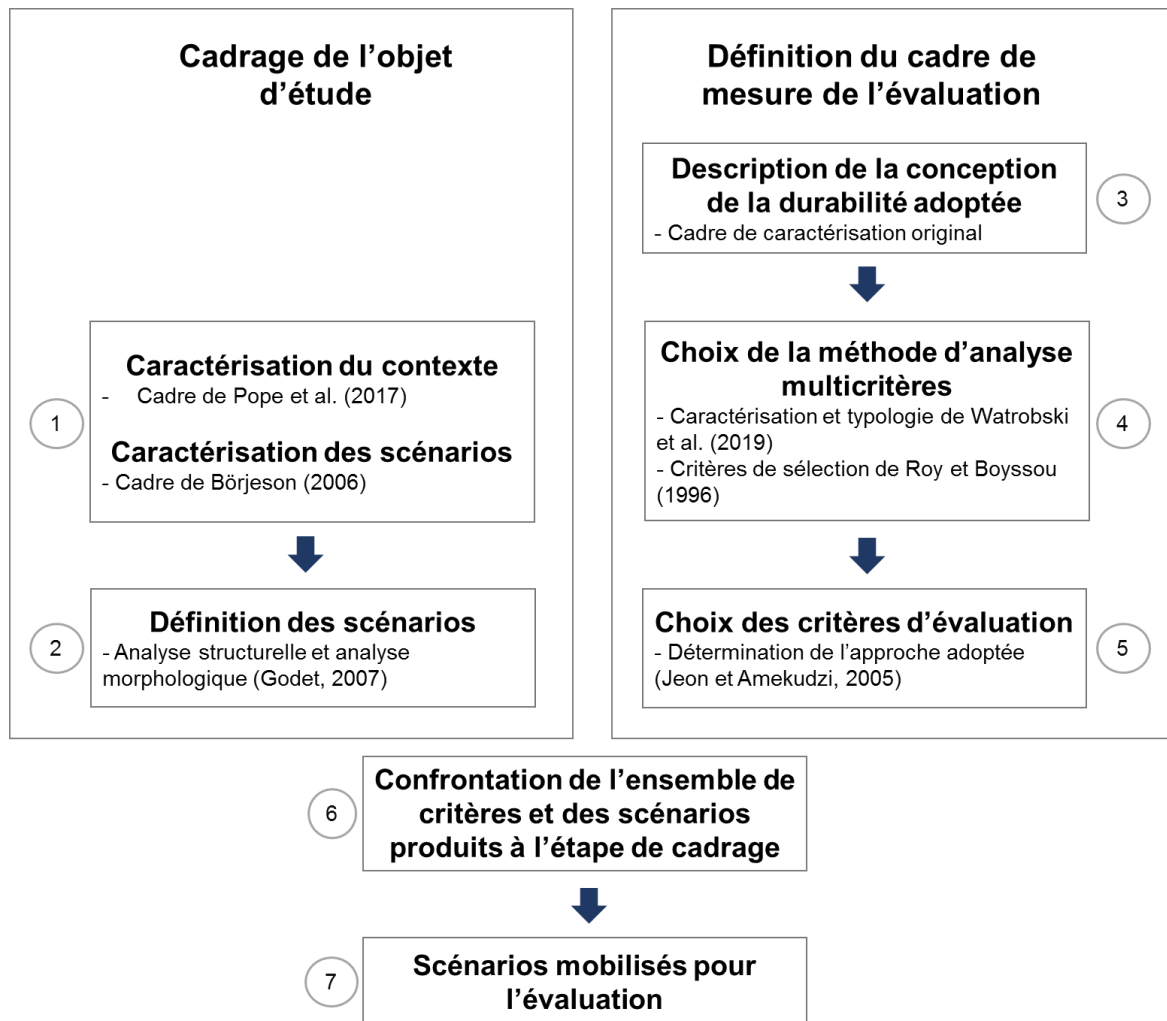 Cadrage de l’objet
d’étude
1
Caractérisation du contexte
- Cadre de Pope et al. (2017)
Caractérisation des scénarios
- Cadre de Börjeson (2006)
2
Définition des scénarios
- Analyse structurelle et analyse
morphologique (Godet, 2007)
Définition du cadre de
mesure de l’évaluation
Description de la conception
de la durabilité adoptée
- Cadre de caractérisation original
3
Choix de la méthode d’analyse
multicritères
- Caractérisation et typologie de Watrobski
et al. (2019)
- Critères de sélection de Roy et Boyssou
(1996)
4
Choix des critères d’évaluation
- Détermination de l’approche adoptée
(Jeon et Amekudzi, 2005)
5
6
Confrontation de l’ensemble de
critères et des scénarios
produits à l’étape de cadrage
7
Scénarios mobilisés pour
l’évaluation